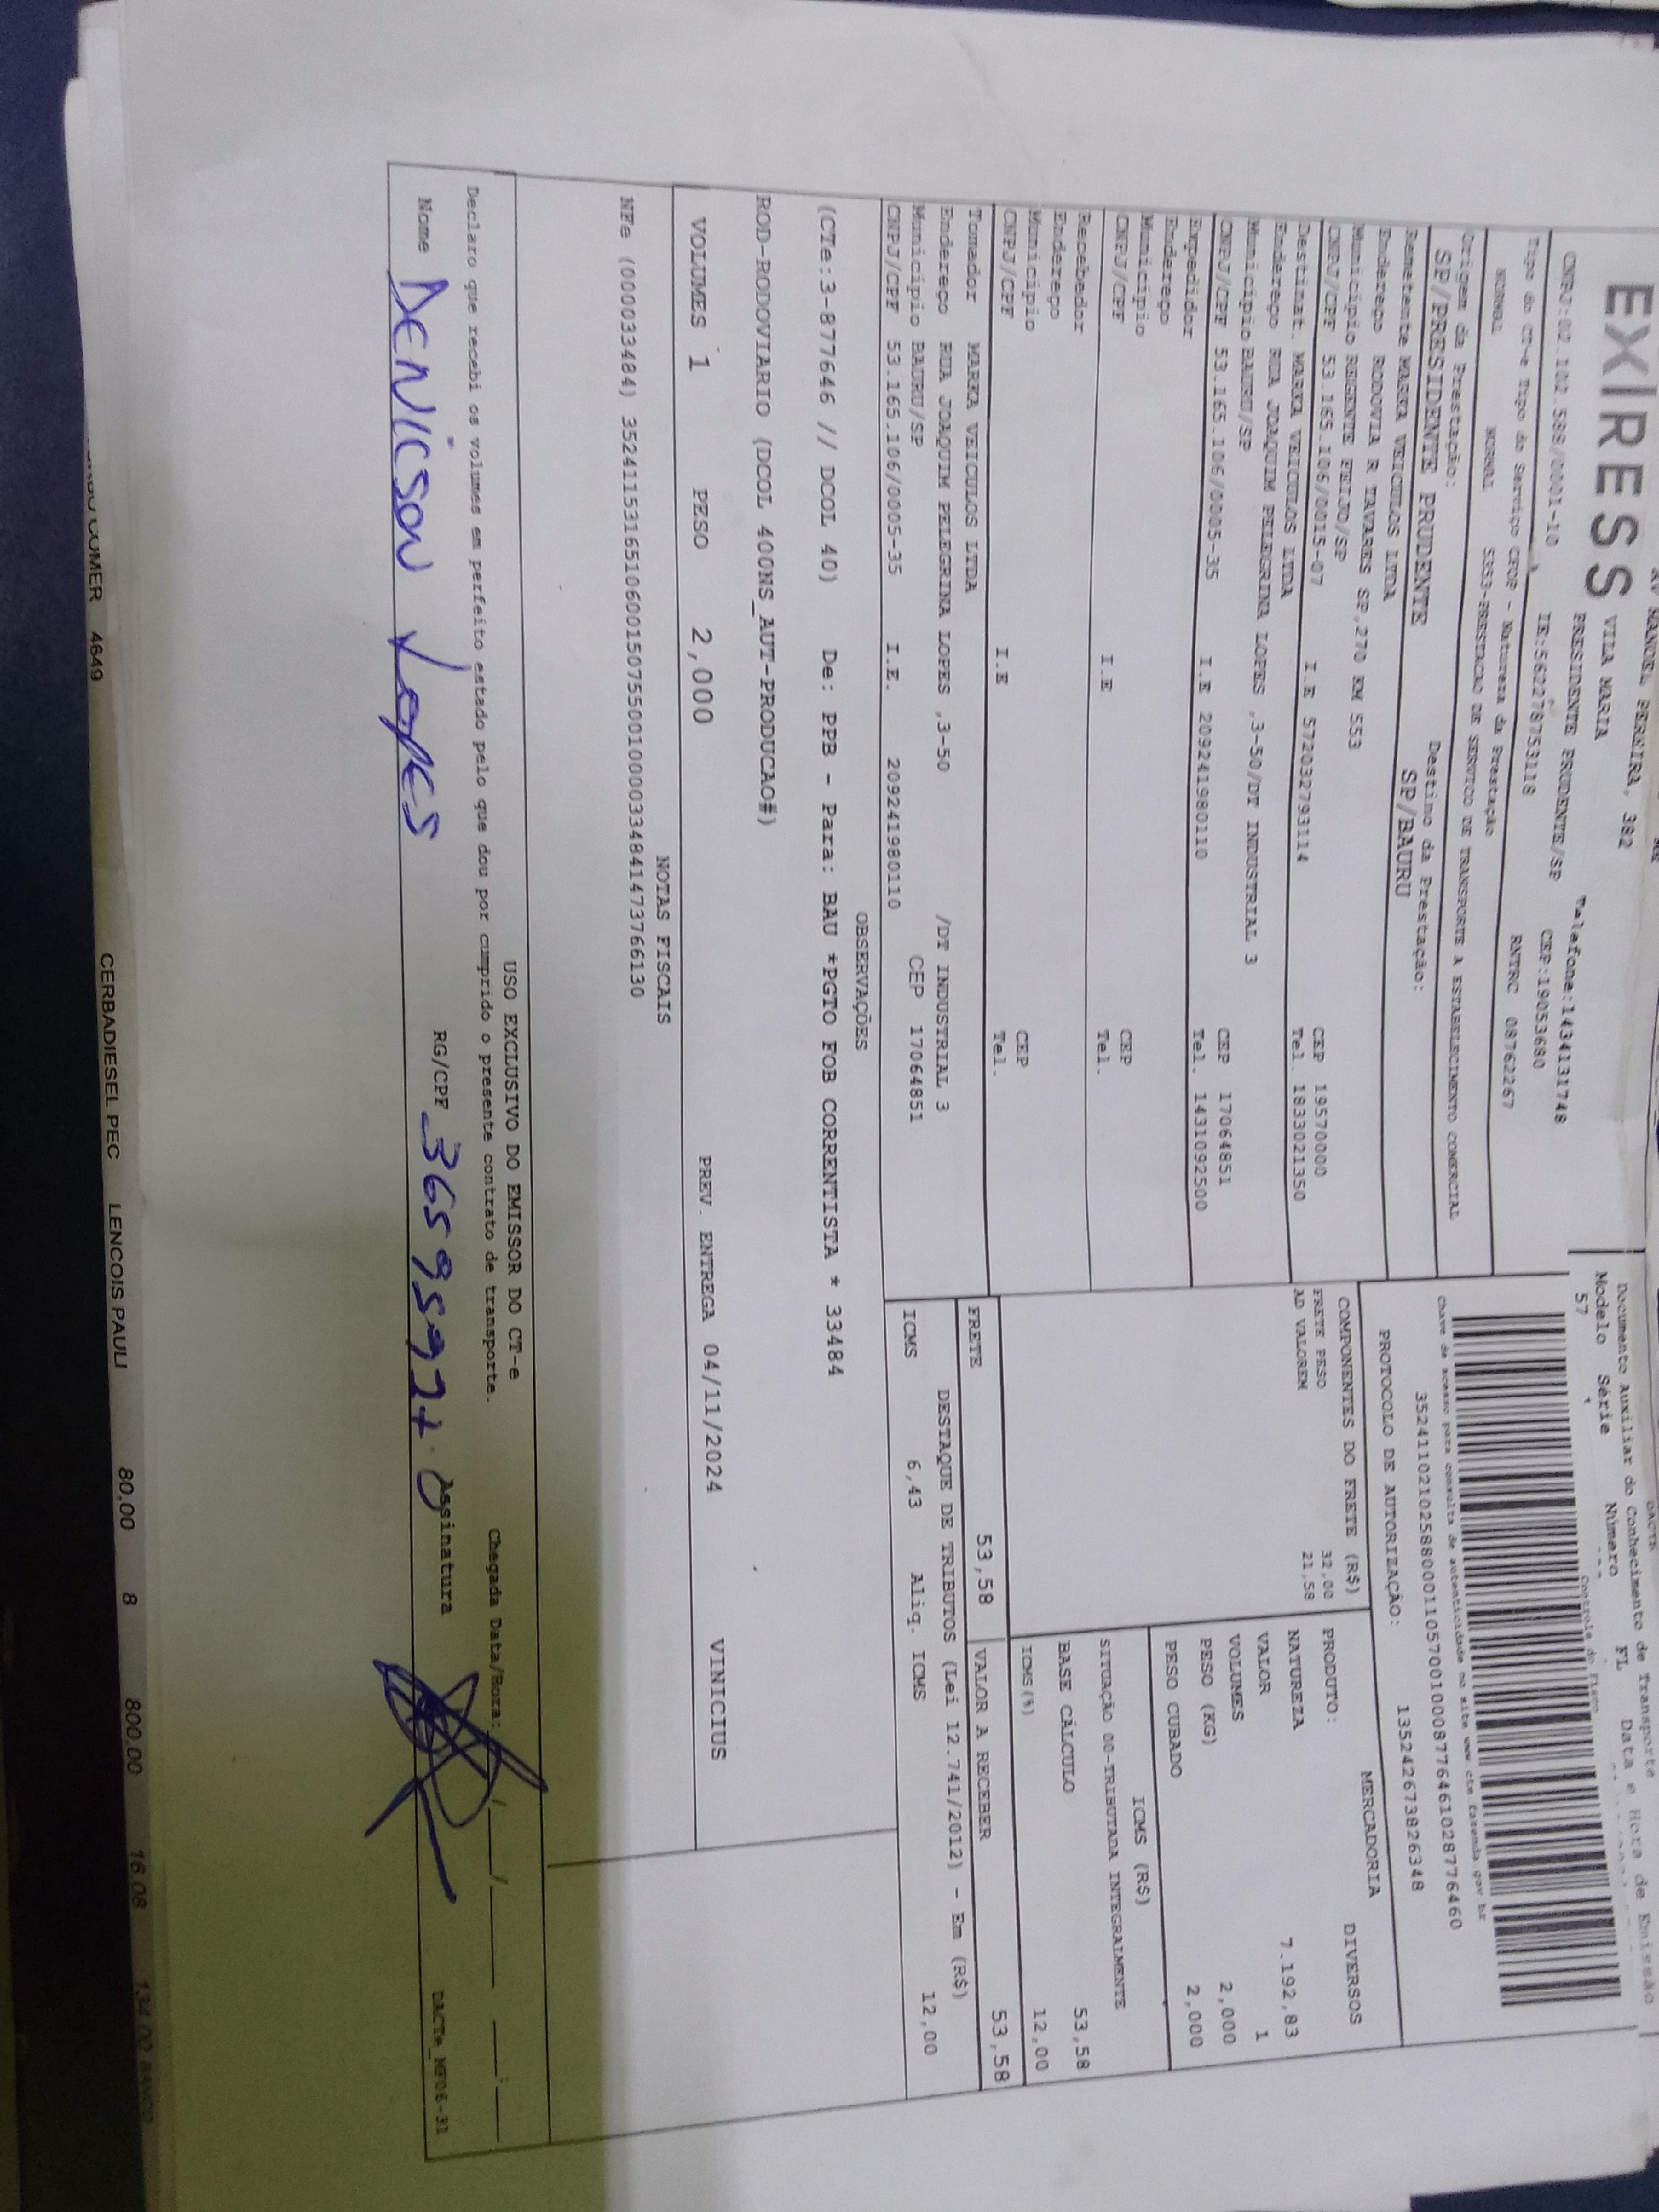 AV MANOEL PEREIRA, 382
EXPRESS VILA MARIA
PRESIDENTE PRUDENTE/SP Telefone:1434131748
CNPJ:02.102.588/0001-10 IE:562278753118 CEP:19053680
RNTRC 08762267
Tipo do CT-e Tipo do Serviço CFOP - Natureza da Prestação
NORMAL NORMAL 5353-PRESTACAO DE SERVICO DE TRANSPORTE A ESTABELECIMENTO COMERCIAL
Origem da Prestação: Destino da Prestação:
SP/PRESIDENTE PRUDENTE SP/BAURU
Remetente MARKA VEICULOS LTDA
Endereço RODOVIA R TAVARES SP,270 KM 553
Município REGENTE FEIJO/SP CEP 19570000
CNPJ/CPF 53.165.106/0015-07 I.E 572032793114 Tel. 1833021350
Destinat. MARKA VEICULOS LTDA
Endereço RUA JOAQUIM PELEGRINA LOPES ,3-50/DT INDUSTRIAL 3
Município BAURU/SP CEP 17064851
CNPJ/CPF 53.165.106/0005-35 I.E 209241980110 Tel. 1431092500
Expedidor
Endereço
Município CEP
CNPJ/CPF I.E Tel.
Recebedor
Endereço
Município CEP
CNPJ/CPF I.E Tel.
Tomador MARKA VEICULOS LTDA
Endereço RUA JOAQUIM PELEGRINA LOPES ,3-50 /DT INDUSTRIAL 3
Município BAURU/SP CEP 17064851
CNPJ/CPF 53.165.106/0005-35 I.E. 209241980110
DACTE
Documento Auxiliar do Conhecimento de Transporte
Modelo Série Número FL Data e Hora de Emissão
57
Controle do Fisco
Chave de acesso para consulta de autenticidade no site www cte fazenda gov br
35241102102588000110570010008776461028776460
PROTOCOLO DE AUTORIZAÇÃO: 135242673826348
COMPONENTES DO FRETE (R$)
FRETE PESO 32,00
AD VALOREM 21,58
MERCADORIA
PRODUTO: DIVERSOS
NATUREZA
VALOR 7.192,83
VOLUMES 1
PESO (KG) 2,000
PESO CUBADO 2,000
ICMS (R$)
SITUAÇÃO 00-TRIBUTADA INTEGRALMENTE
BASE CÁLCULO 53,58
ICMS(%) 12,00
FRETE 53,58 VALOR A RECEBER 53,58
DESTAQUE DE TRIBUTOS (Lei 12.741/2012) - Em (R$)
ICMS 6,43 Aliq. ICMS 12,00
OBSERVAÇÕES
(CTe:3-877646 // DCOL 40) De: PPB - Para: BAU *PGTO FOB CORRENTISTA * 33484
ROD-RODOVIARIO (DCOL 400NS_AUT-PRODUCAO#)
VOLUMES 1 PESO 2,000 PREV. ENTREGA 04/11/2024 VINICIUS
NOTAS FISCAIS
NFe (000033484) 35241153165106001507550010000334841473766130
USO EXCLUSIVO DO EMISSOR DO CT-e
Declaro que recebi os volumes em perfeito estado pelo que dou por cumprido o presente contrato de transporte. Chegada Data/Hora: / / :
Nome Denicson Lopes RG/CPF Assinatura
DACTe_MF06-31
COMER 4649 CERBADIESEL PEC LENCOIS PAULI 80,00 8 800,00 16,08 134,00